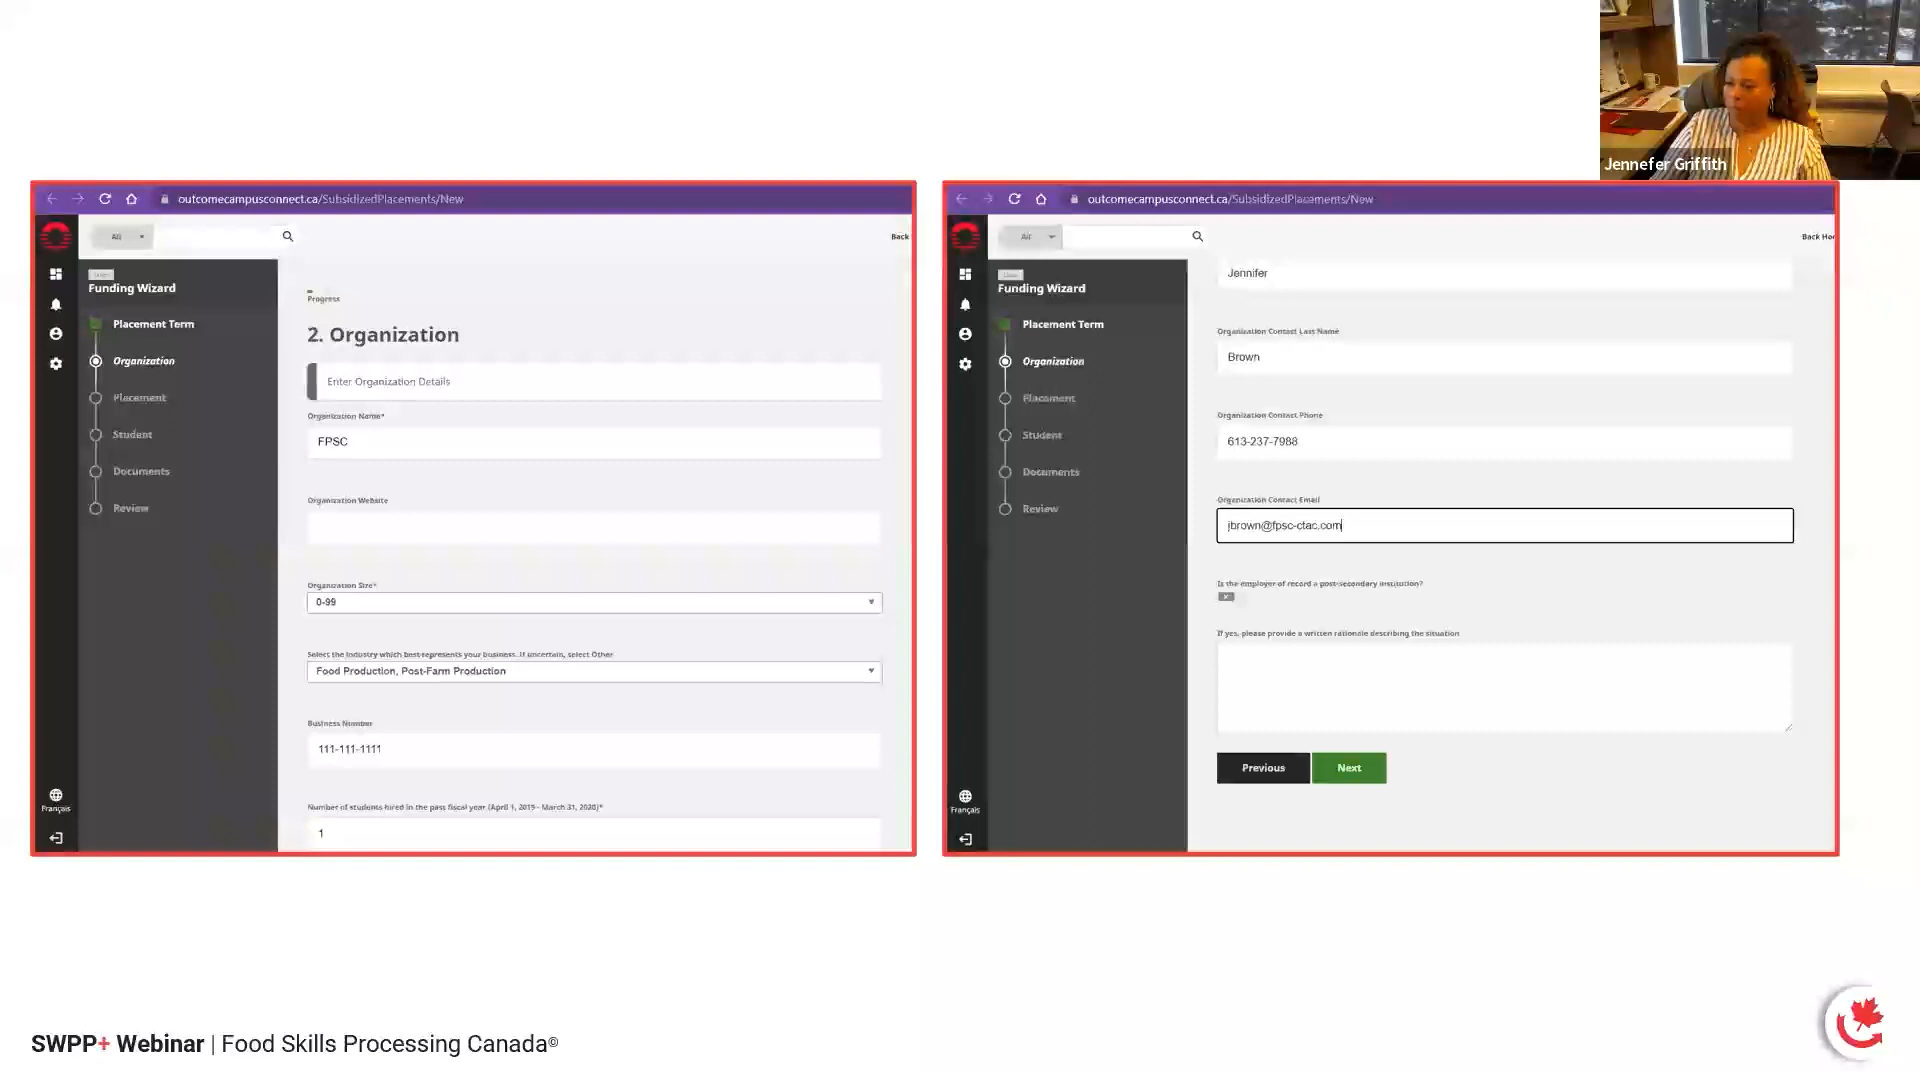 Jennefer Griffith
outcomecampusconnect.ca/SubsidizedPlacements/New
All
Back
Funding Wizard
Placement Term
Organization
Placement
Student
Documents
Review
Français
Progress
2. Organization
Enter Organization Details
Organization Name*
FPSC
Organization Website
Organization Size*
0-99
Select the industry which best represents your business. If uncertain, select Other
Food Production, Post-Farm Production
Business Number
111-111-1111
Number of students hired in the past fiscal year (April 1, 2019 - March 31, 2020)*
1
outcomecampusconnect.ca/SubsidizedPlacements/New
All
Back Hom
Funding Wizard
Placement Term
Organization
Placement
Student
Documents
Review
Français
Jennifer
Organization Contact Last Name
Brown
Organization Contact Phone
613-237-7988
Organization Contact Email
jbrown@fpsc-ctac.com
Is the employer of record a post-secondary institution?
If yes, please provide a written rationale describing the situation
Previous
Next
SWPP+ Webinar | Food Skills Processing Canada©